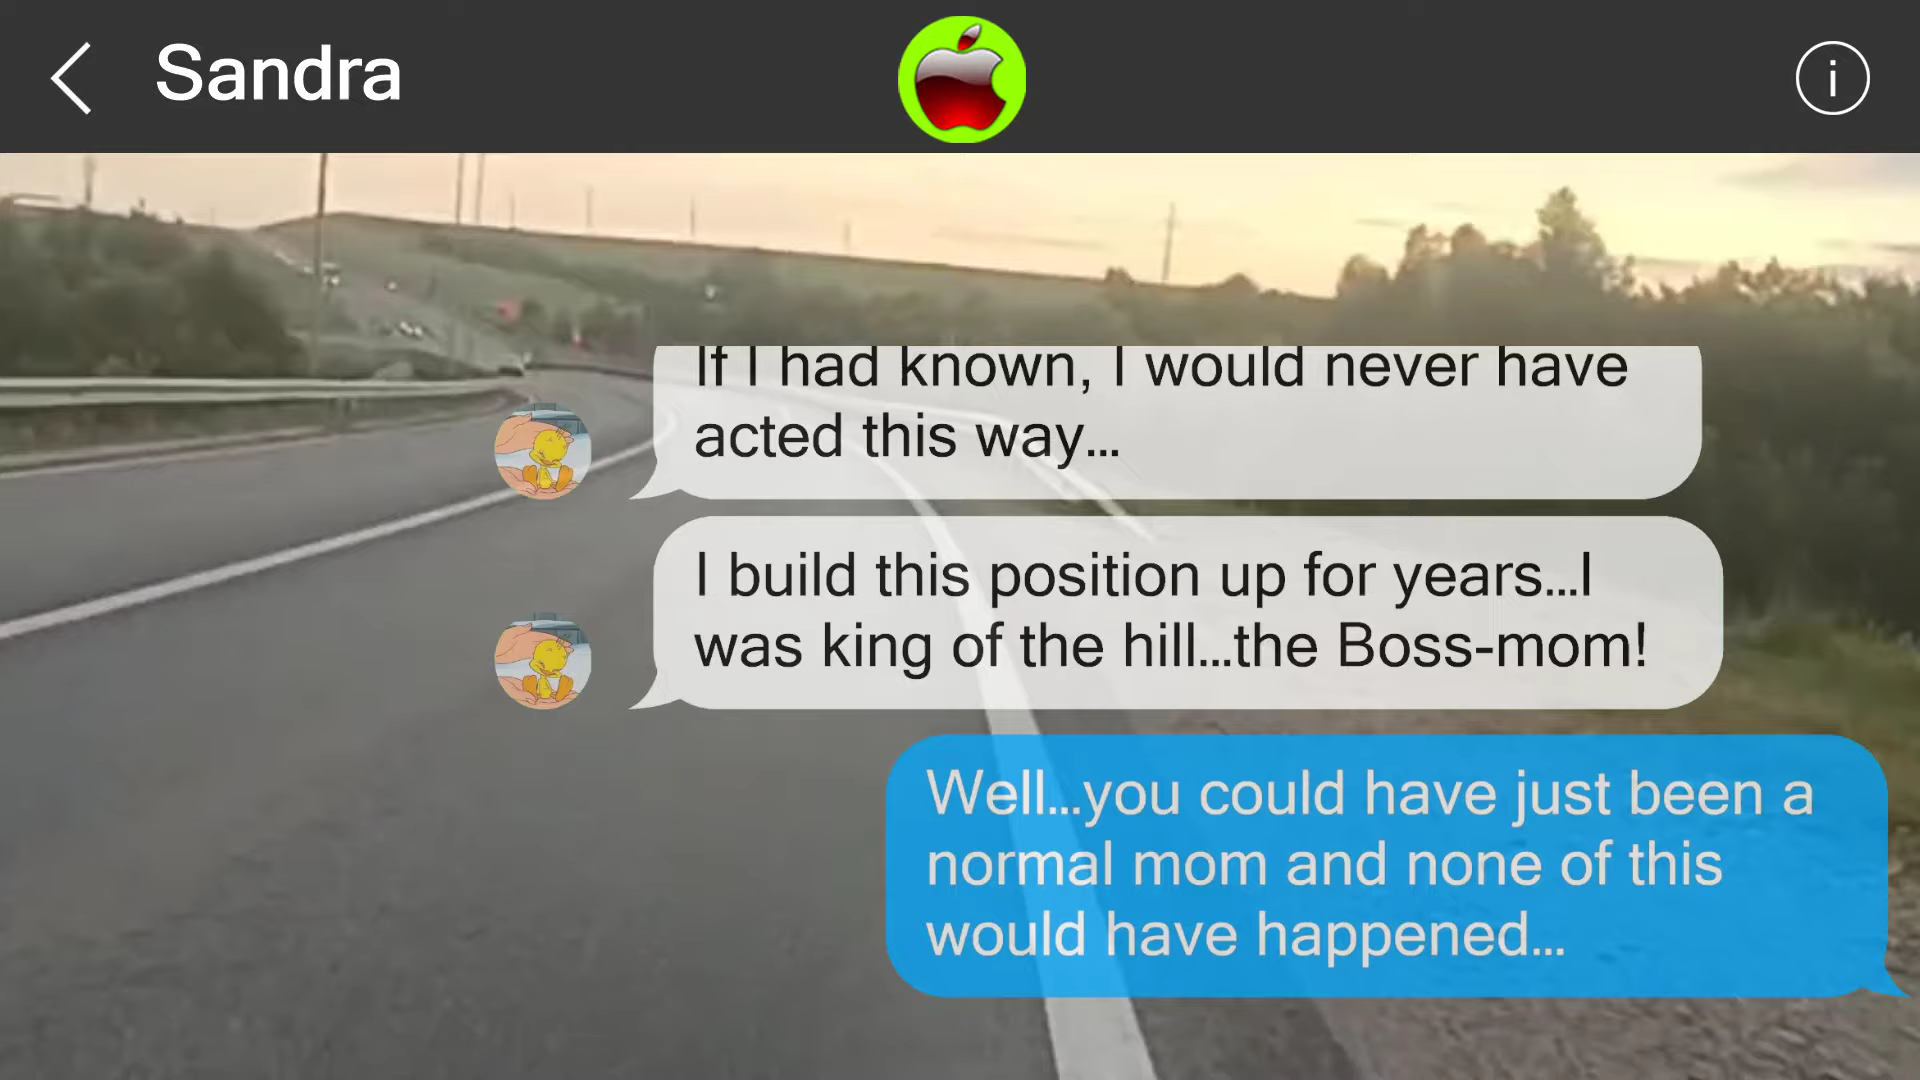 Sandra
If I had known, I would never have
acted this way...
I build this position up for years...I
was king of the hill...the Boss-mom!
Well...you could have just been a
normal mom and none of this
would have happened...